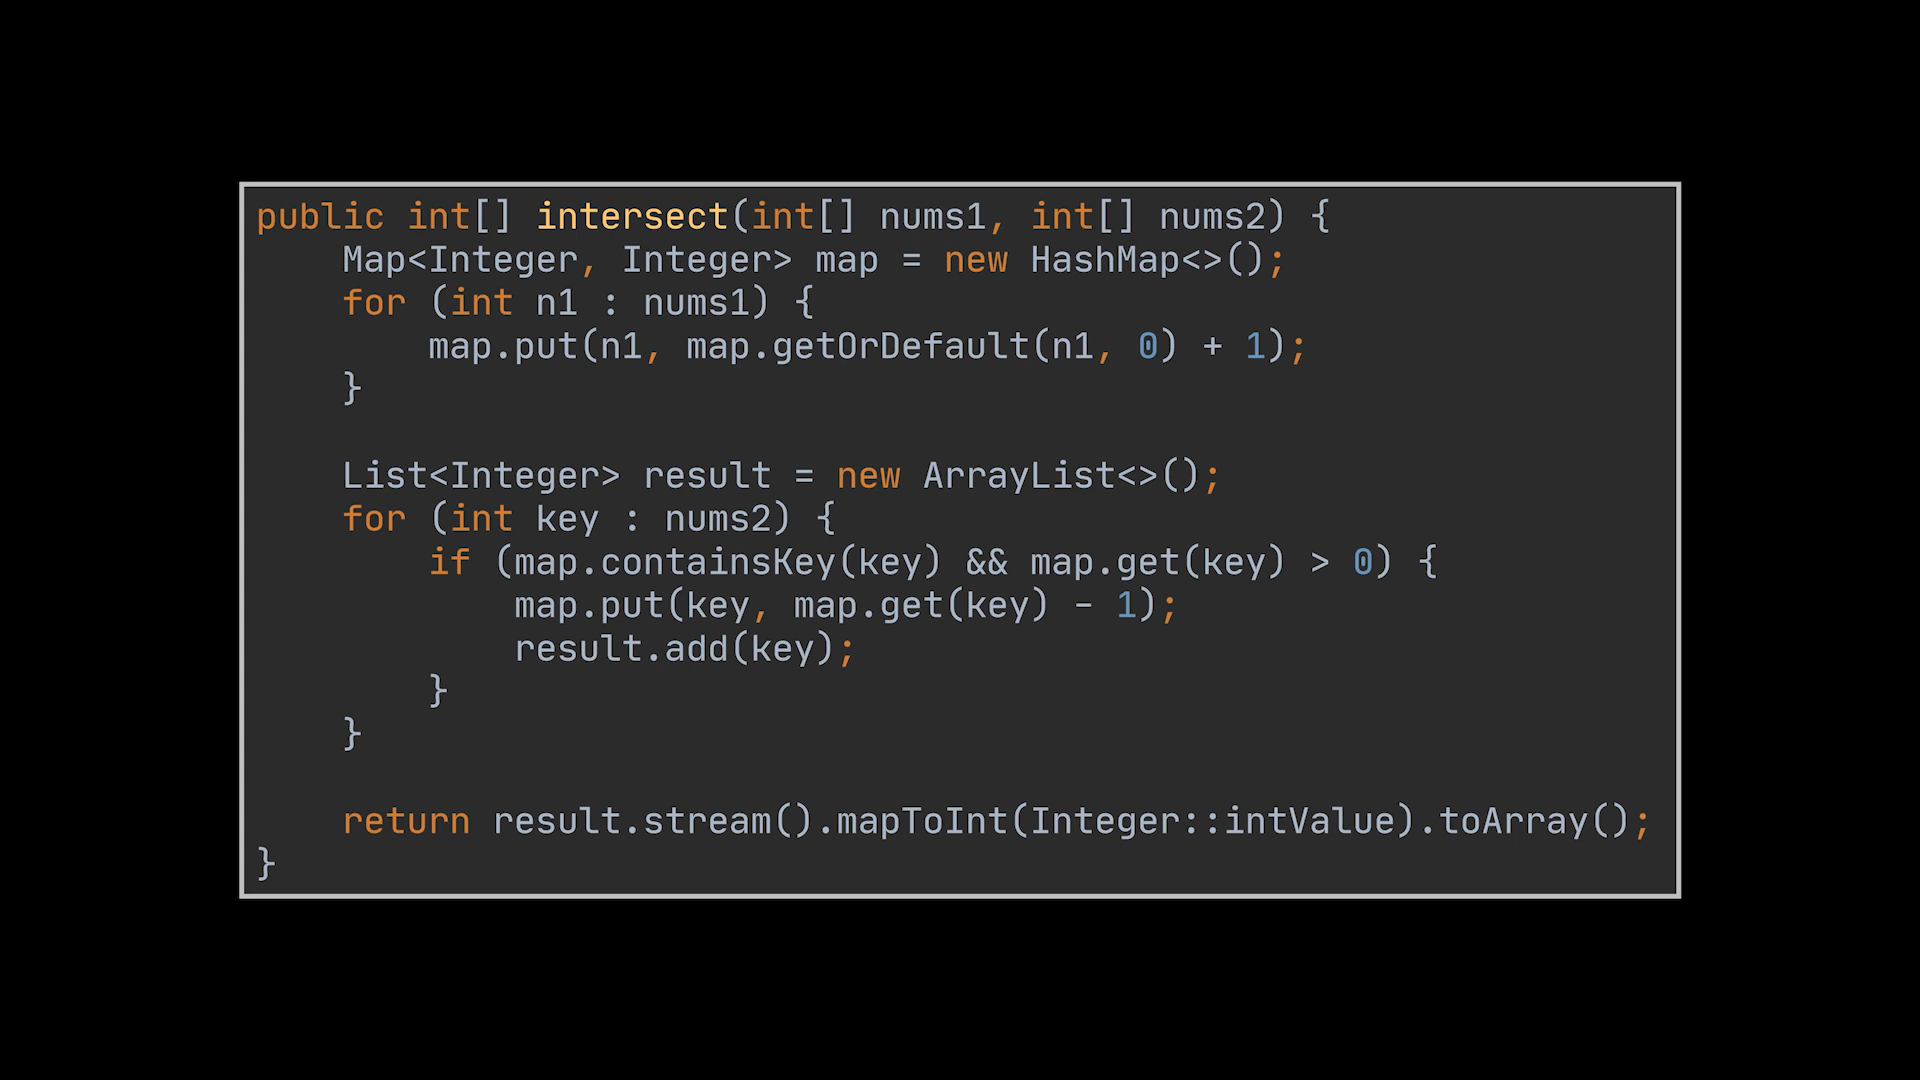 public int[] intersect(int[] nums1, int[] nums2) {
    Map<Integer, Integer> map = new HashMap<>();
    for (int n1 : nums1) {
        map.put(n1, map.getOrDefault(n1, 0) + 1);
    }

    List<Integer> result = new ArrayList<>();
    for (int key : nums2) {
        if (map.containsKey(key) && map.get(key) > 0) {
            map.put(key, map.get(key) - 1);
            result.add(key);
        }
    }

    return result.stream().mapToInt(Integer::intValue).toArray();
}